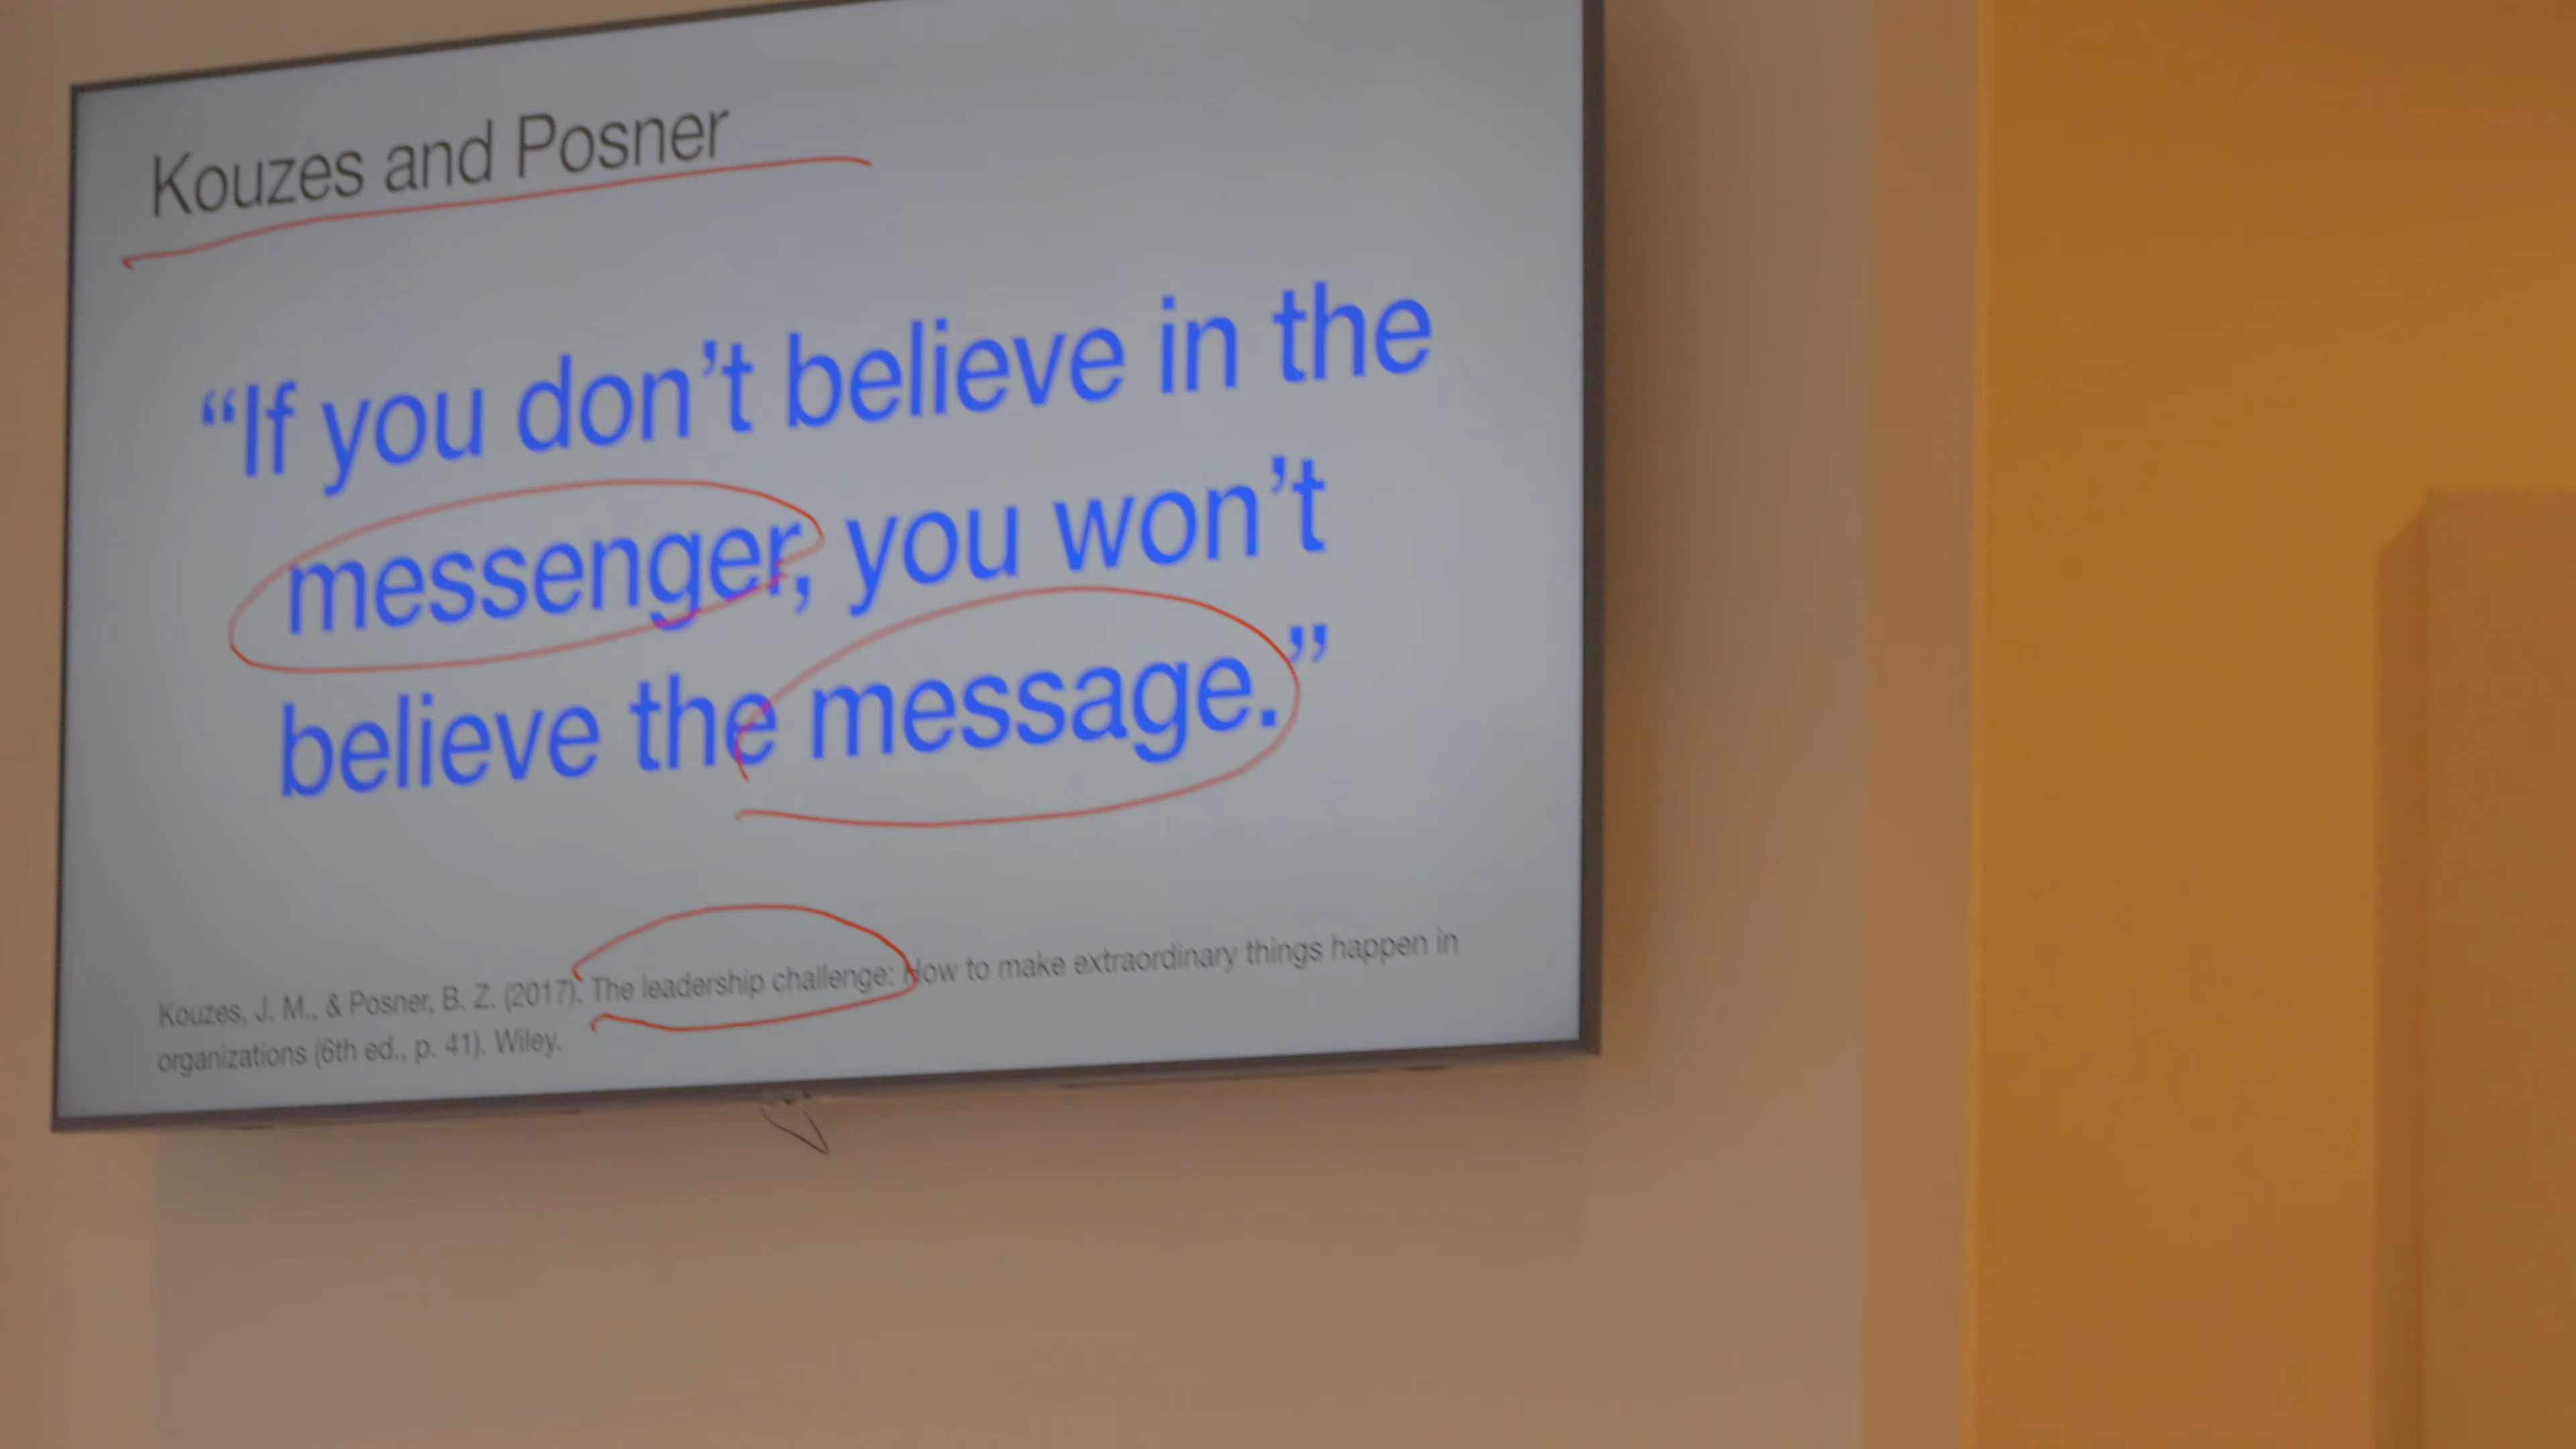 Kouzes and Posner
“If you don’t believe in the
messenger, you won’t
believe the message.”
Kouzes, J. M., & Posner, B. Z. (2017). The leadership challenge: How to make extraordinary things happen in
organizations (6th ed., p. 41). Wiley.